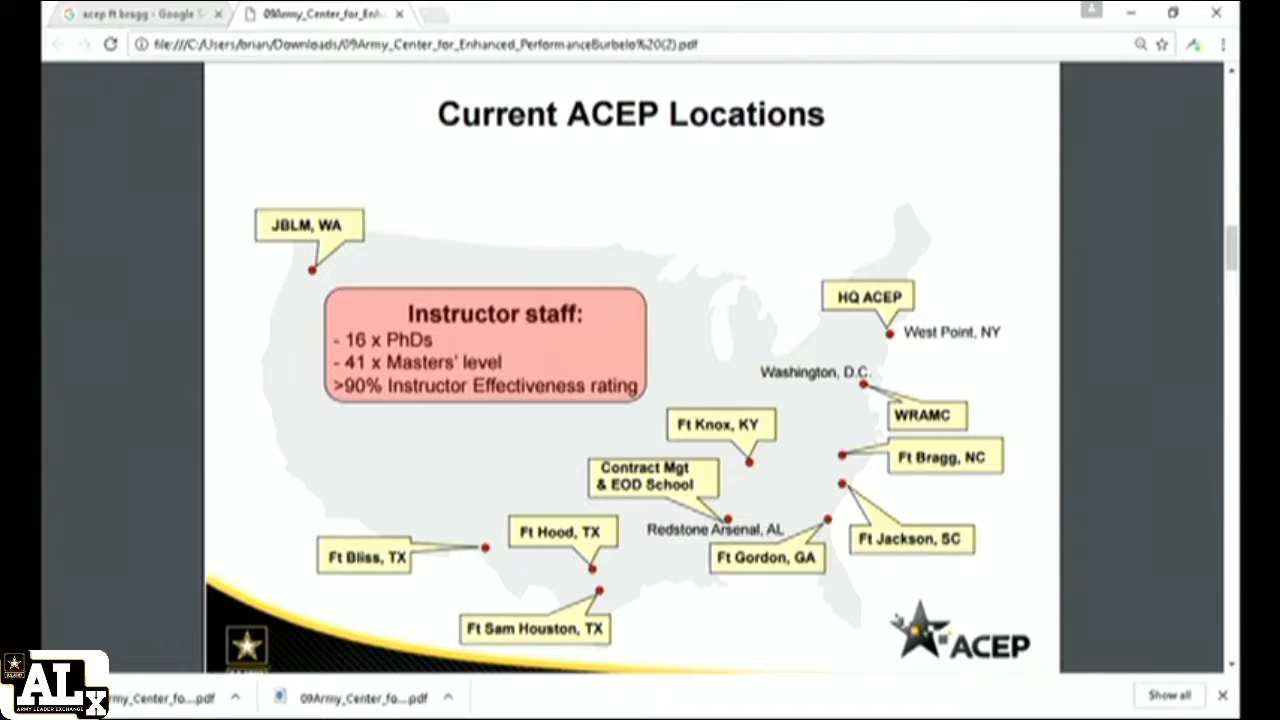 acep ft bragg - Google S
09Army_Center_for_Enh
file:///C:/Users/brian/Downloads/09Army_Center_for_Enhanced_PerformanceBurbelo%20(2).pdf
Current ACEP Locations
JBLM, WA
HQ ACEP
West Point, NY
Instructor staff:
- 16 x PhDs
- 41 x Masters' level
>90% Instructor Effectiveness rating
Washington, D.C.
WRAMC
Ft Knox, KY
Ft Bragg, NC
Contract Mgt
& EOD School
Redstone Arsenal, AL
Ft Hood, TX
Ft Jackson, SC
Ft Bliss, TX
Ft Gordon, GA
Ft Sam Houston, TX
ACEP
ALx
ARMY LEADER EXCHANGE
rmy_Center_fo....pdf
09Army_Center_fo....pdf
Show all